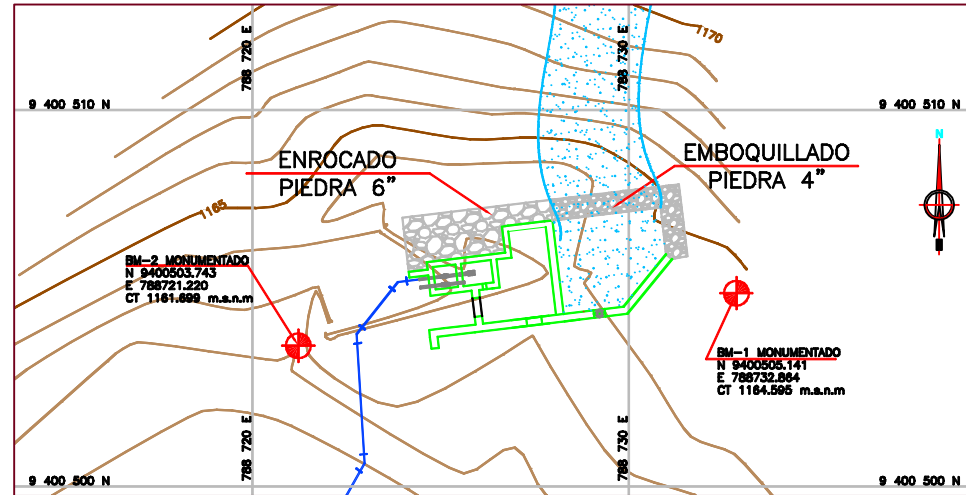 788 720 E
788 730 E
1170
9 400 510 N
9 400 510 N
N
ENROCADO
PIEDRA 6”
EMBOQUILLADO
PIEDRA 4”
1165
BM-2 MONUMENTADO
N 9400503.743
E 788721.220
CT 1161.699 m.s.n.m
BM-1 MONUMENTADO
N 9400505.141
E 788732.864
CT 1164.595 m.s.n.m
788 720 E
788 730 E
9 400 500 N
9 400 500 N